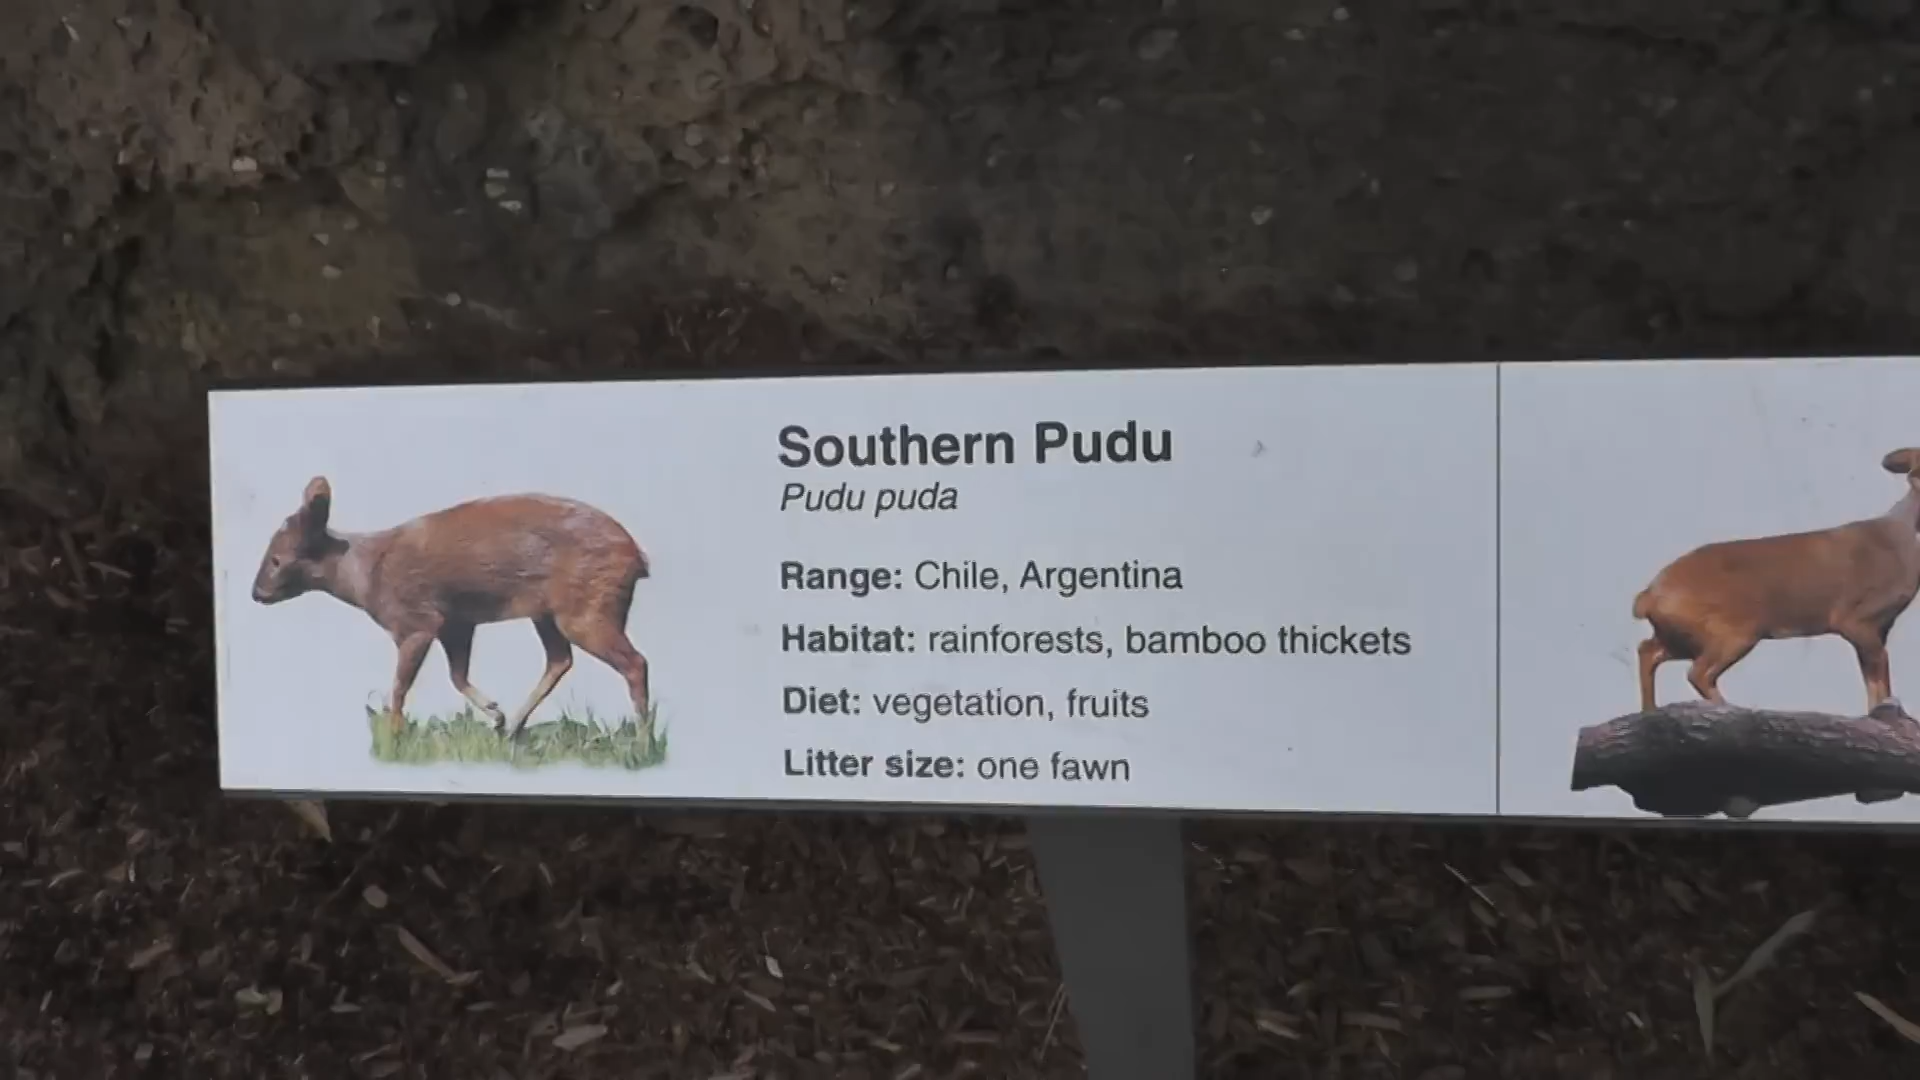 Southern Pudu
Pudu puda
Range: Chile, Argentina
Habitat: rainforests, bamboo thickets
Diet: vegetation, fruits
Litter size: one fawn